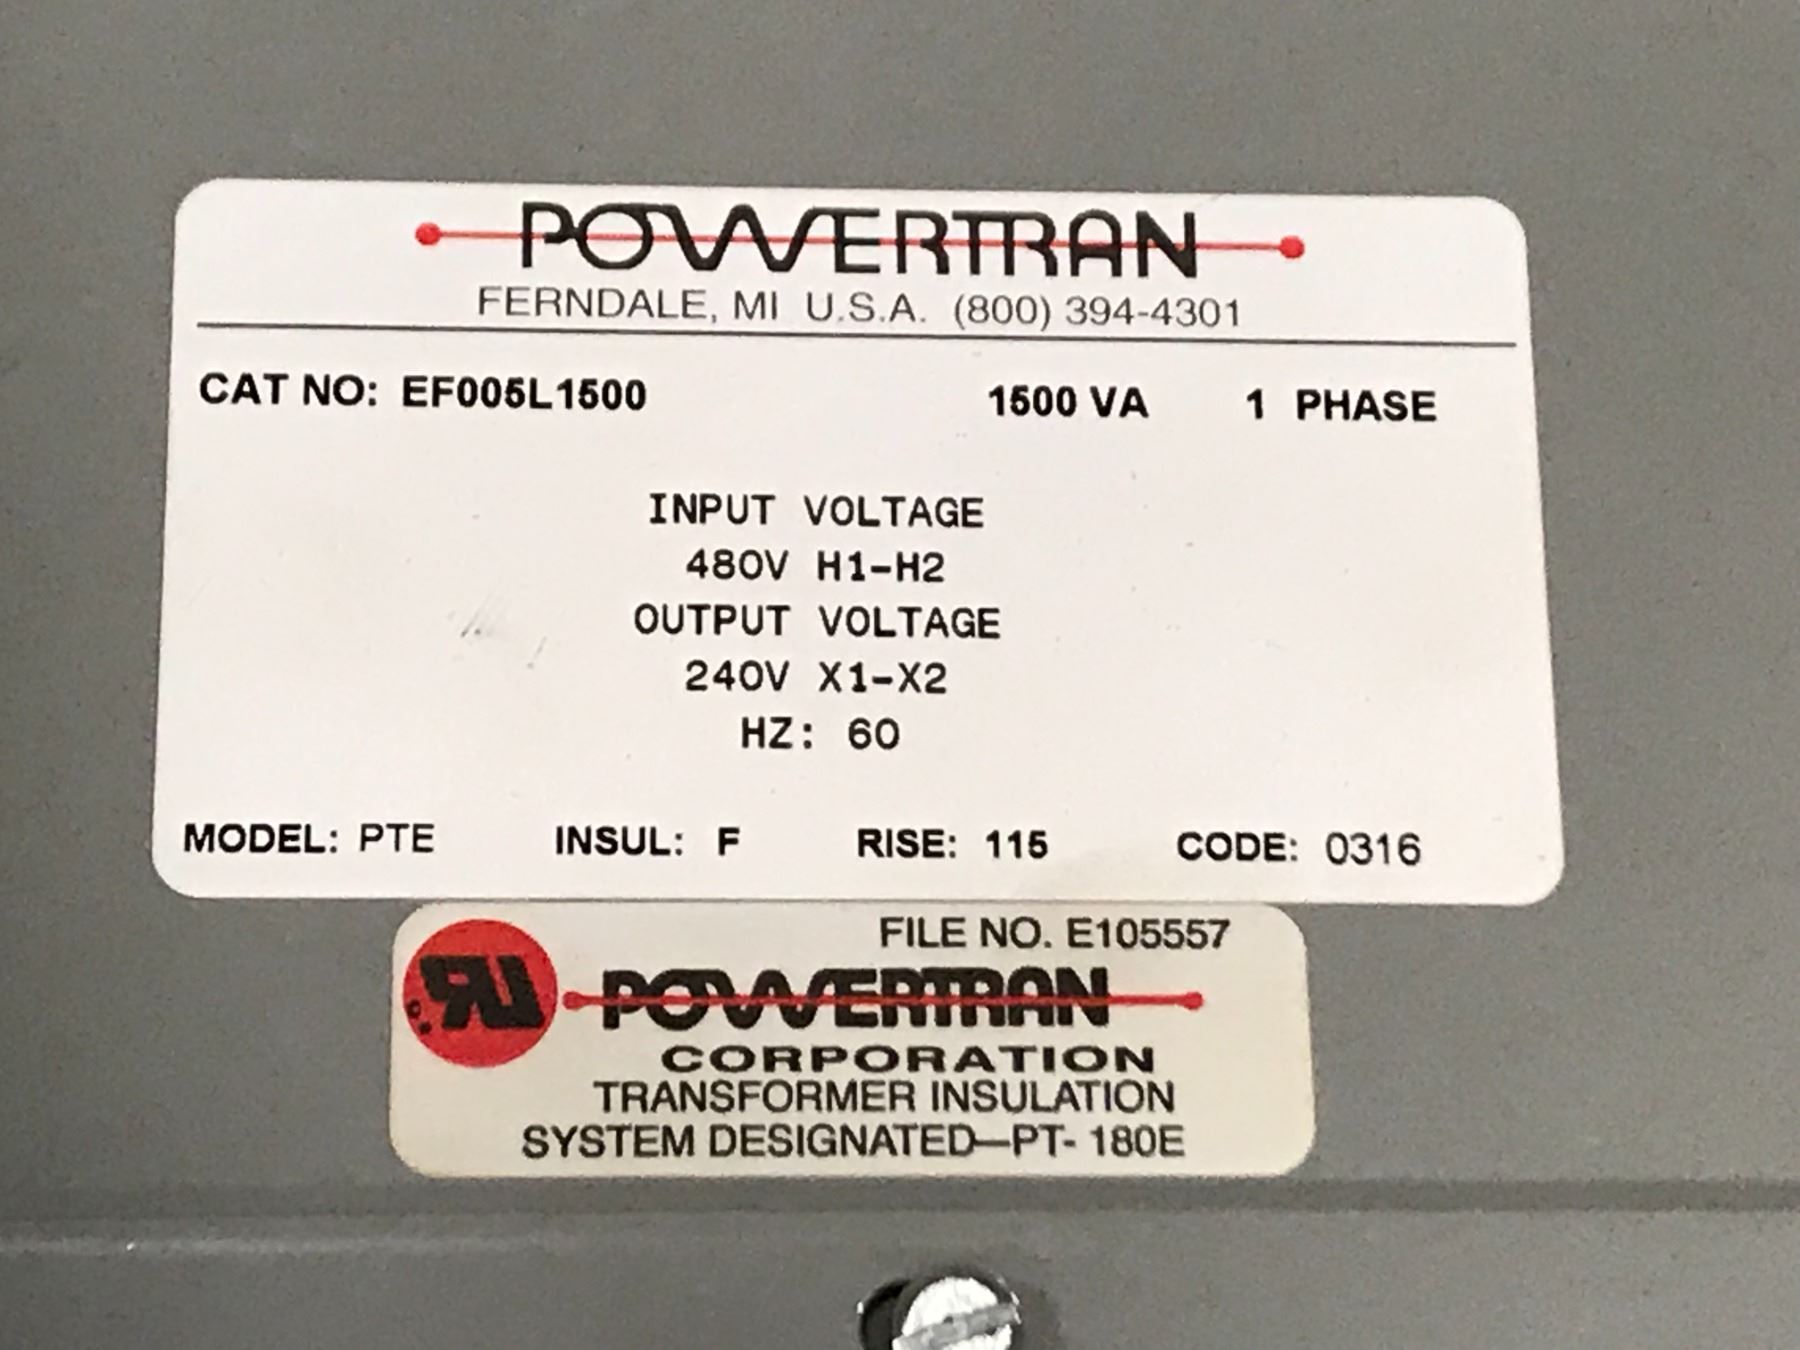 POWERTRAN
FERNDALE, MI U.S.A. (800) 394-4301
CAT NO: EF005L1500 1500 VA 1 PHASE
INPUT VOLTAGE
480V H1-H2
OUTPUT VOLTAGE
240V X1-X2
HZ: 60
MODEL: PTE INSUL: F RISE: 115 CODE: 0316
FILE NO. E105557
POWERTRAN
CORPORATION
TRANSFORMER INSULATION
SYSTEM DESIGNATED—PT- 180E